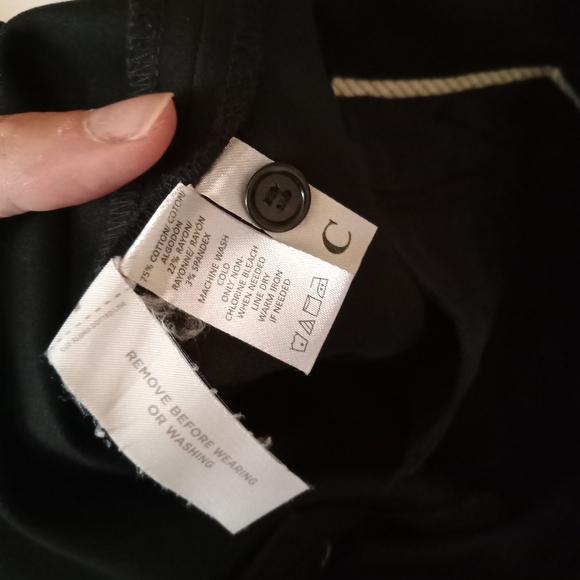 75% COTTON/ COTON/
ALGODÓN
22% RAYON/
RAYONNE/ RAYÓN
3% SPANDEX
MACHINE WASH
COLD
ONLY NON-
CHLORINE BLEACH
WHEN NEEDED
LINE DRY
WARM IRON
IF NEEDED
C
REMOVE BEFORE WEARING
OR WASHING